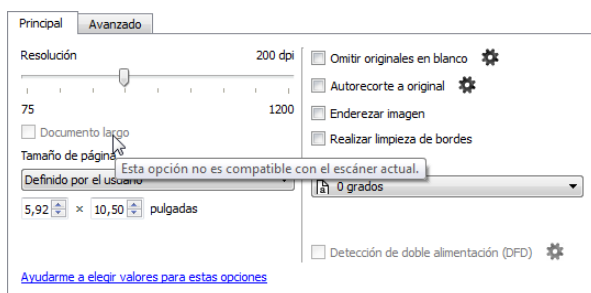 Principal
Avanzado
Resolución
200 dpi
75
1200
Documento largo
Tamaño de página
Esta opción no es compatible con el escáner actual.
Definido por el usuario
5,92 × 10,50 pulgadas
Ayudarme a elegir valores para estas opciones
Omitir originales en blanco
Autorecorte a original
Enderezar imagen
Realizar limpieza de bordes
0 grados
Detección de doble alimentación (DFD)